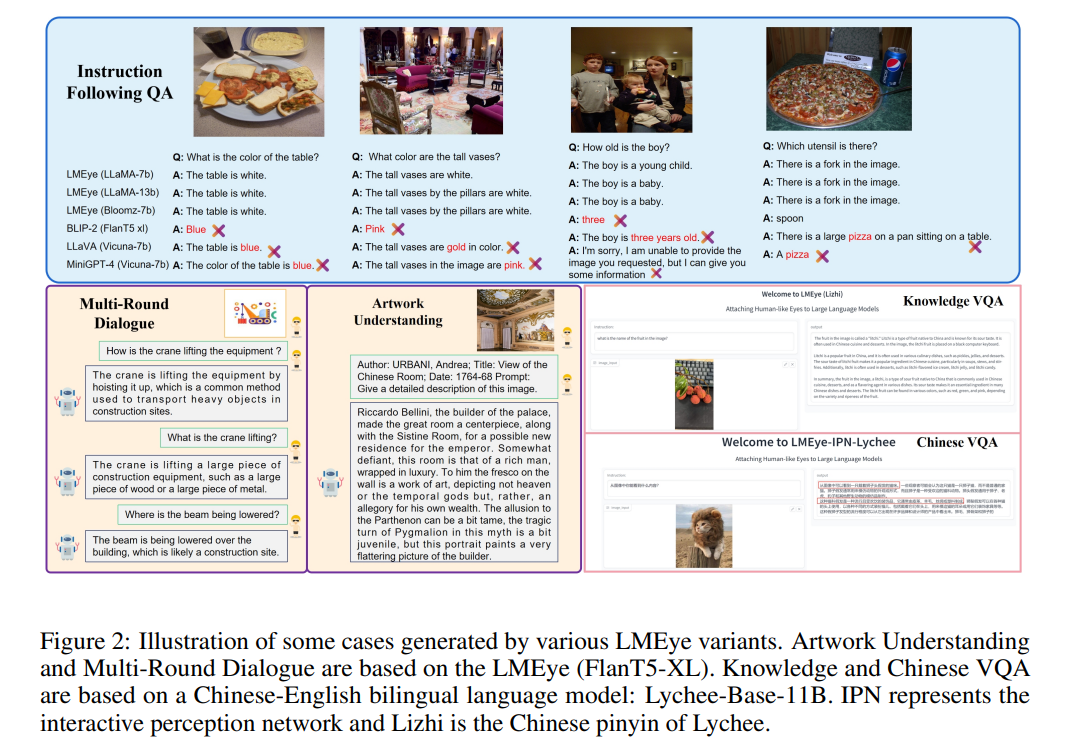 Instruction
Following QA
Q: What is the color of the table?
LMEye (LLaMA-7b) A: The table is white.
LMEye (LLaMA-13b) A: The table is white.
LMEye (Bloomz-7b) A: The table is white.
BLIP-2 (FlanT5 xl) A: Blue
LLaVA (Vicuna-7b) A: The table is blue.
MiniGPT-4 (Vicuna-7b) A: The color of the table is blue.
Q: What color are the tall vases?
A: The tall vases are white.
A: The tall vases by the pillars are white.
A: The tall vases by the pillars are white.
A: Pink
A: The tall vases are gold in color.
A: The tall vases in the image are pink.
Q: How old is the boy?
A: The boy is a young child.
A: The boy is a baby.
A: The boy is a baby.
A: three
A: The boy is three years old.
A: I'm sorry, I am unable to provide the
image you requested, but I can give you
some information
pepsi
Q: Which utensil is there?
A: There is a fork in the image.
A: There is a fork in the image.
A: There is a fork in the image.
A: spoon
A: There is a large pizza on a pan sitting on a table.
A: A pizza
Multi-Round
Dialogue
How is the crane lifting the equipment ?
The crane is lifting the equipment by
hoisting it up, which is a common method
used to transport heavy objects in
construction sites.
What is the crane lifting?
The crane is lifting a large piece of
construction equipment, such as a large
piece of wood or a large piece of metal.
Where is the beam being lowered?
The beam is being lowered over the
building, which is likely a construction site.
Artwork
Understanding
Author: URBANI, Andrea; Title: View of the
Chinese Room; Date: 1764-68 Prompt:
Give a detailed description of this image.
Riccardo Bellini, the builder of the palace,
made the great room a centerpiece, along
with the Sistine Room, for a possible new
residence for the emperor. Somewhat
defiant, this room is that of a rich man,
wrapped in luxury. To him the fresco on the
wall is a work of art, depicting not heaven
or the temporal gods but, rather, an
allegory for his own wealth. The allusion to
the Parthenon can be a bit tame, the tragic
turn of Pygmalion in this myth is a bit
juvenile, but this portrait paints a very
flattering picture of the builder.
Welcome to LMEye (Lizhi)
Knowledge VQA
Attaching Human-like Eyes to Large Language Models
instruction
what is the name of the fruit in the image?
image_input
output
Welcome to LMEye-IPN-Lychee
Chinese VQA
Attaching Human-like Eyes to Large Language Models
instruction
image_input
output
Figure 2: Illustration of some cases generated by various LMEye variants. Artwork Understanding
and Multi-Round Dialogue are based on the LMEye (FlanT5-XL). Knowledge and Chinese VQA
are based on a Chinese-English bilingual language model: Lychee-Base-11B. IPN represents the
interactive perception network and Lizhi is the Chinese pinyin of Lychee.